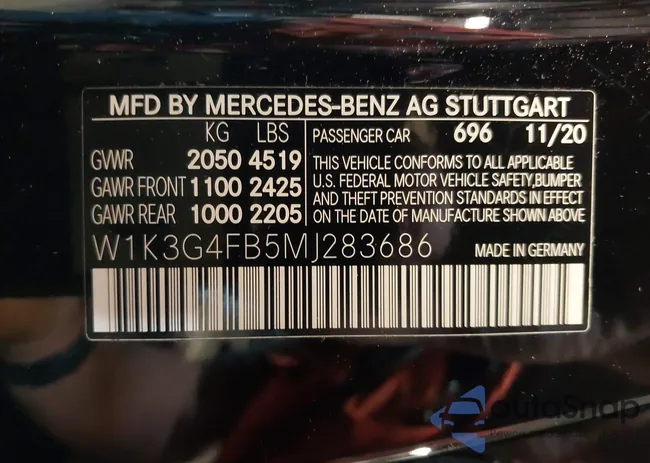 MFD BY MERCEDES-BENZ AG STUTTGART
KG LBS
GVWR 2050 4519
GAWR FRONT 1100 2425
GAWR REAR 1000 2205
PASSENGER CAR 696 11/20
THIS VEHICLE CONFORMS TO ALL APPLICABLE
U.S. FEDERAL MOTOR VEHICLE SAFETY,BUMPER
AND THEFT PREVENTION STANDARDS IN EFFECT
ON THE DATE OF MANUFACTURE SHOWN ABOVE
W1K3G4FB5MJ283686
MADE IN GERMANY